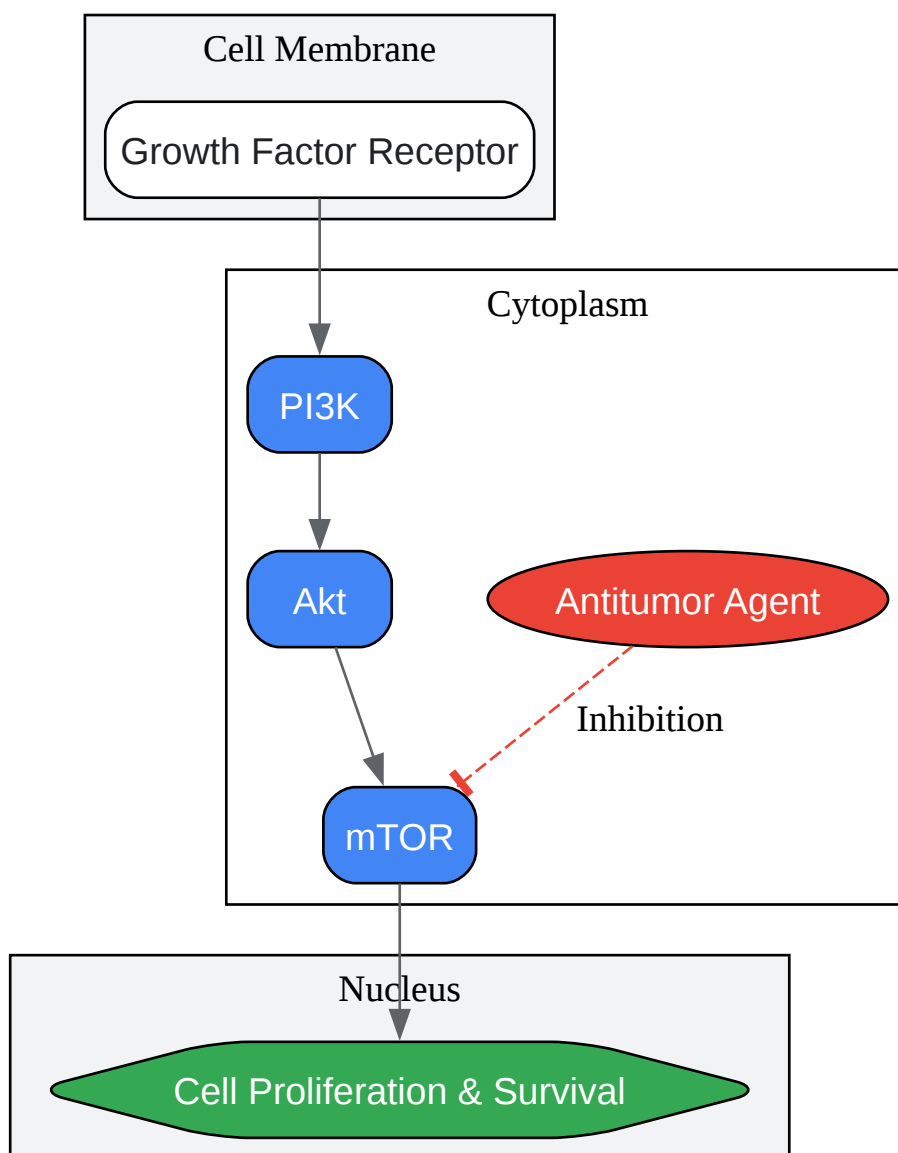 Cell Membrane
Growth Factor Receptor
Cytoplasm
PI3K
Akt
Antitumor Agent
Inhibition
mTOR
Nucleus
Cell Proliferation & Survival